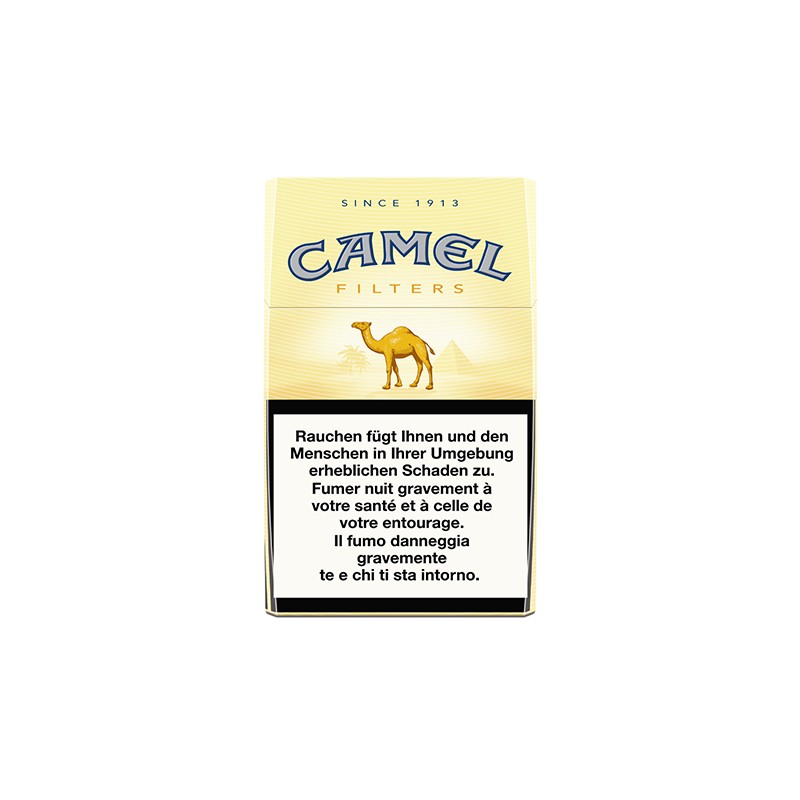 SINCE 1913
CAMEL
FILTERS
Rauchen fügt Ihnen und den
Menschen in Ihrer Umgebung
erheblichen Schaden zu.
Fumer nuit gravement à
votre santé et à celle de
votre entourage.
Il fumo danneggia
gravemente
te e chi ti sta intorno.